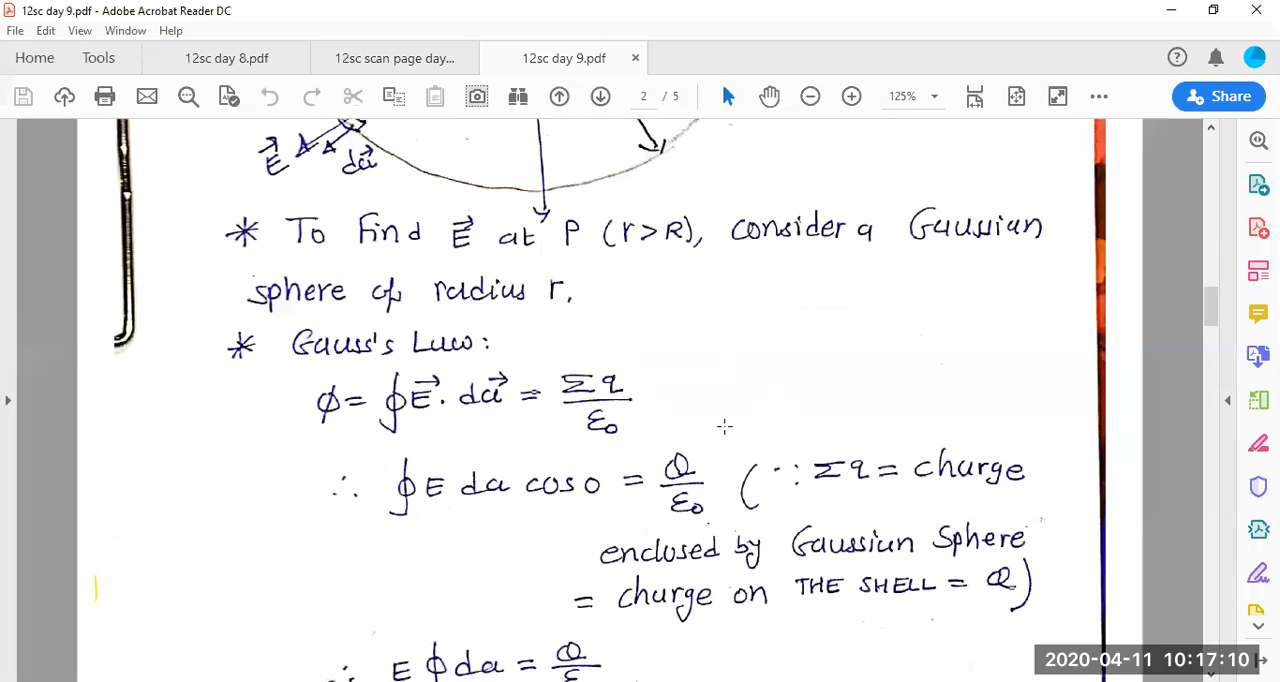 12sc day 9.pdf - Adobe Acrobat Reader DC
File Edit View Window Help
Home Tools 12sc day 8.pdf 12sc scan page day... 12sc day 9.pdf ×
2 / 5 125%
Share
E⃗ da⃗
* To Find E⃗ at P (r>R), consider a Gaussian
sphere of radius r.
* Gauss's Law:
ϕ = ∮E⃗. da⃗ = Σq/ε₀
∴ ∮E da cos 0 = Q/ε₀ (∵ Σq = charge
enclosed by Gaussian Sphere
= charge on THE SHELL = Q)
∴ E ∮da = Q/ε
2020-04-11 10:17:10